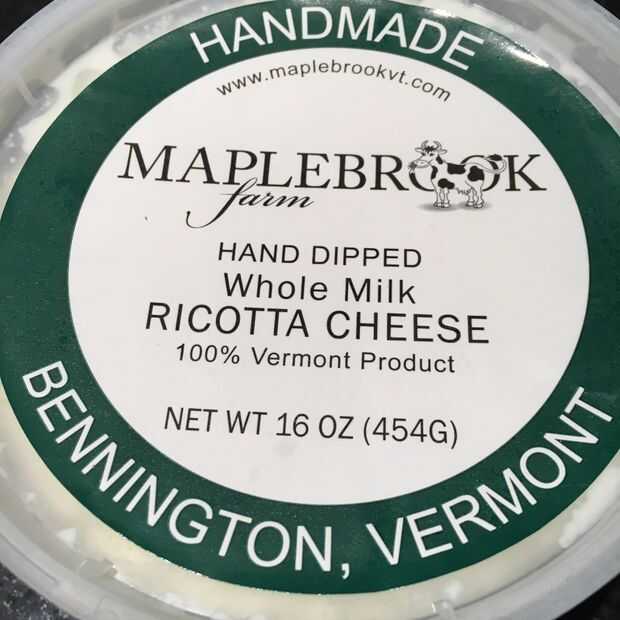 HANDMADE
www.maplebrookvt.com
MAPLEBROOK
farm
HAND DIPPED
Whole Milk
RICOTTA CHEESE
100% Vermont Product
NET WT 16 OZ (454G)
BENNINGTON, VERMONT